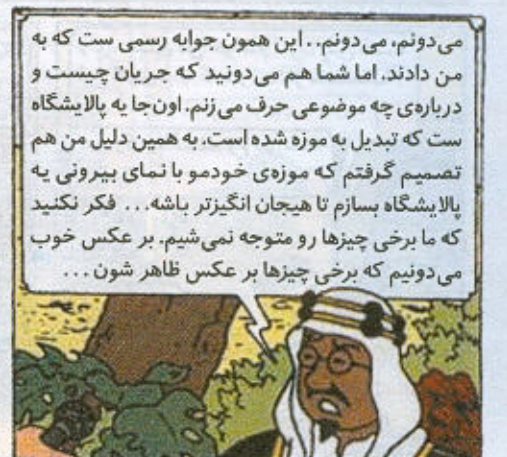 می‌دونم، می‌دونم.. این همون جوابه رسمی ست که به
من دادند. اما شما هم می‌دونید که جریان چیست و
درباره‌ی چه موضوعی حرف می‌زنم. اون‌جا یه پالایشگاه
ست که تبدیل به موزه شده است. به همین دلیل من هم
تصمیم گرفتم که موزه‌ی خودمو با نمای بیرونی یه
پالایشگاه بسازم تا هیجان انگیزتر باشه... فکر نکنید
که ما برخی چیزها رو متوجه نمی‌شیم. بر عکس خوب
می‌دونیم که برخی چیزها بر عکس ظاهر شون...